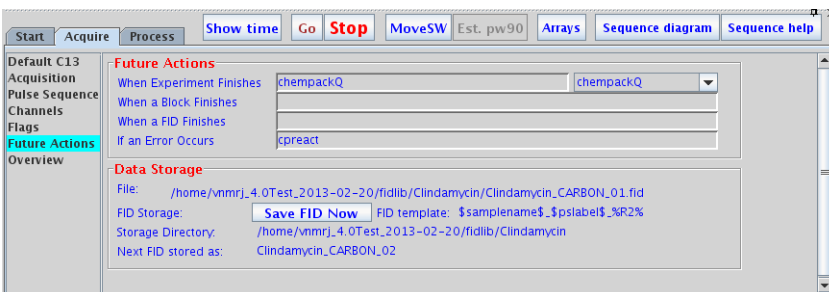 Start Acquire Process Show time Go Stop MoveSW Est. pw90 Arrays Sequence diagram Sequence help
Default C13
Acquisition
Pulse Sequence
Channels
Flags
Future Actions
Overview
Future Actions
When Experiment Finishes chempackQ chempackQ
When a Block Finishes
When a FID Finishes
If an Error Occurs cpreact
Data Storage
File: /home/vnmrj_4.0Test_2013-02-20/fidlib/Clindamycin/Clindamycin_CARBON_01.fid
FID Storage: Save FID Now FID template: $samplename$_$pslabel$_%R2%
Storage Directory: /home/vnmrj_4.0Test_2013-02-20/fidlib/Clindamycin
Next FID stored as: Clindamycin_CARBON_02